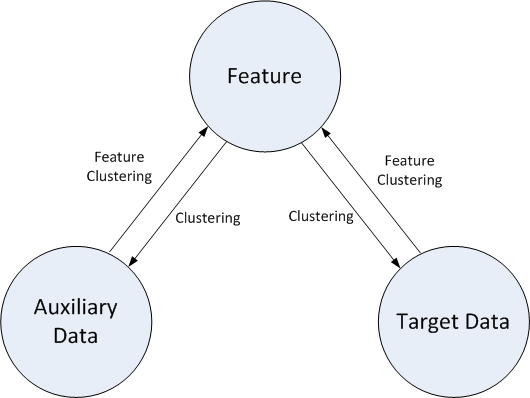 Feature
Feature
Clustering
Feature
Clustering
Clustering
Clustering
Auxiliary
Data
Target Data